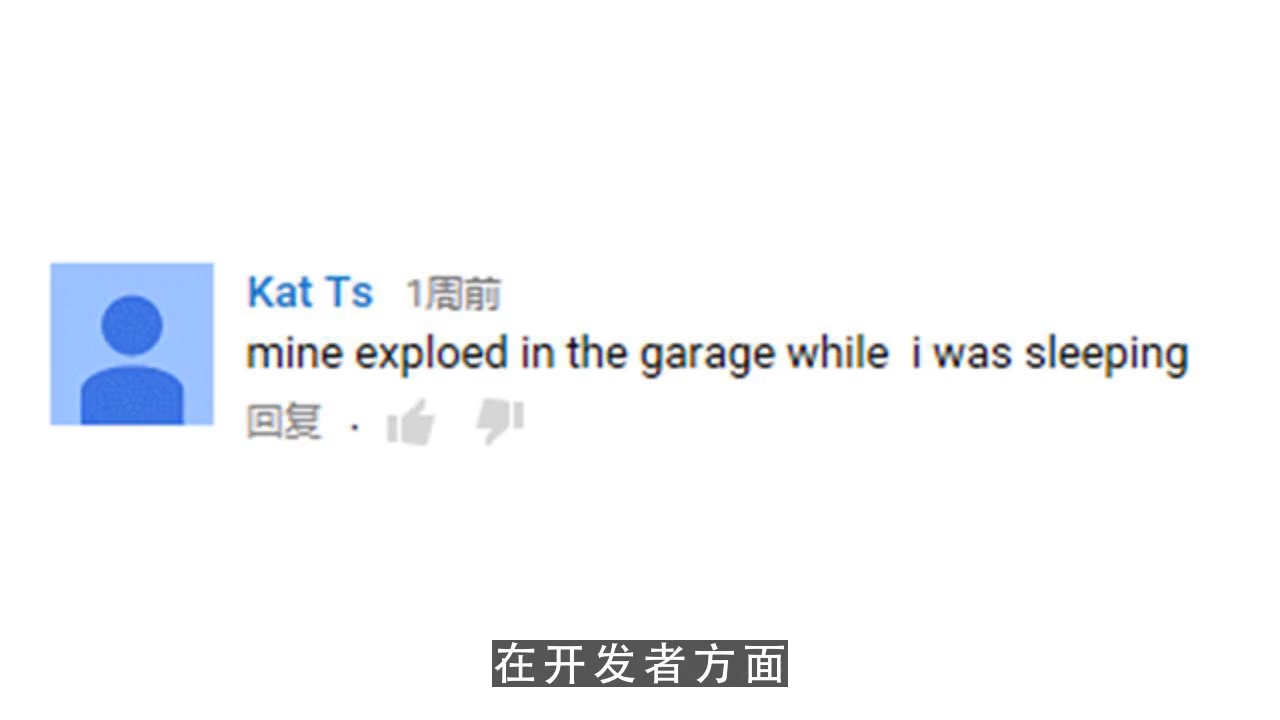 Kat Ts 1周前
mine exploed in the garage while i was sleeping
回复 ·
在开发者方面